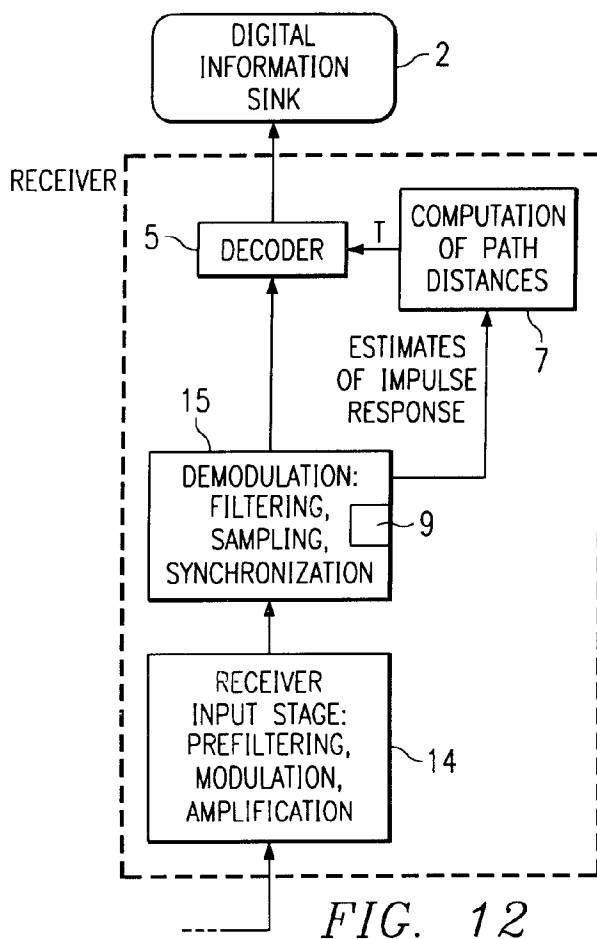 DIGITAL
INFORMATION
SINK
2
RECEIVER
5
DECODER
T
COMPUTATION
OF PATH
DISTANCES
7
ESTIMATES
OF IMPULSE
RESPONSE
15
DEMODULATION:
FILTERING,
SAMPLING,
SYNCHRONIZATION
9
RECEIVER
INPUT STAGE:
PREFILTERING,
MODULATION,
AMPLIFICATION
14
FIG. 12